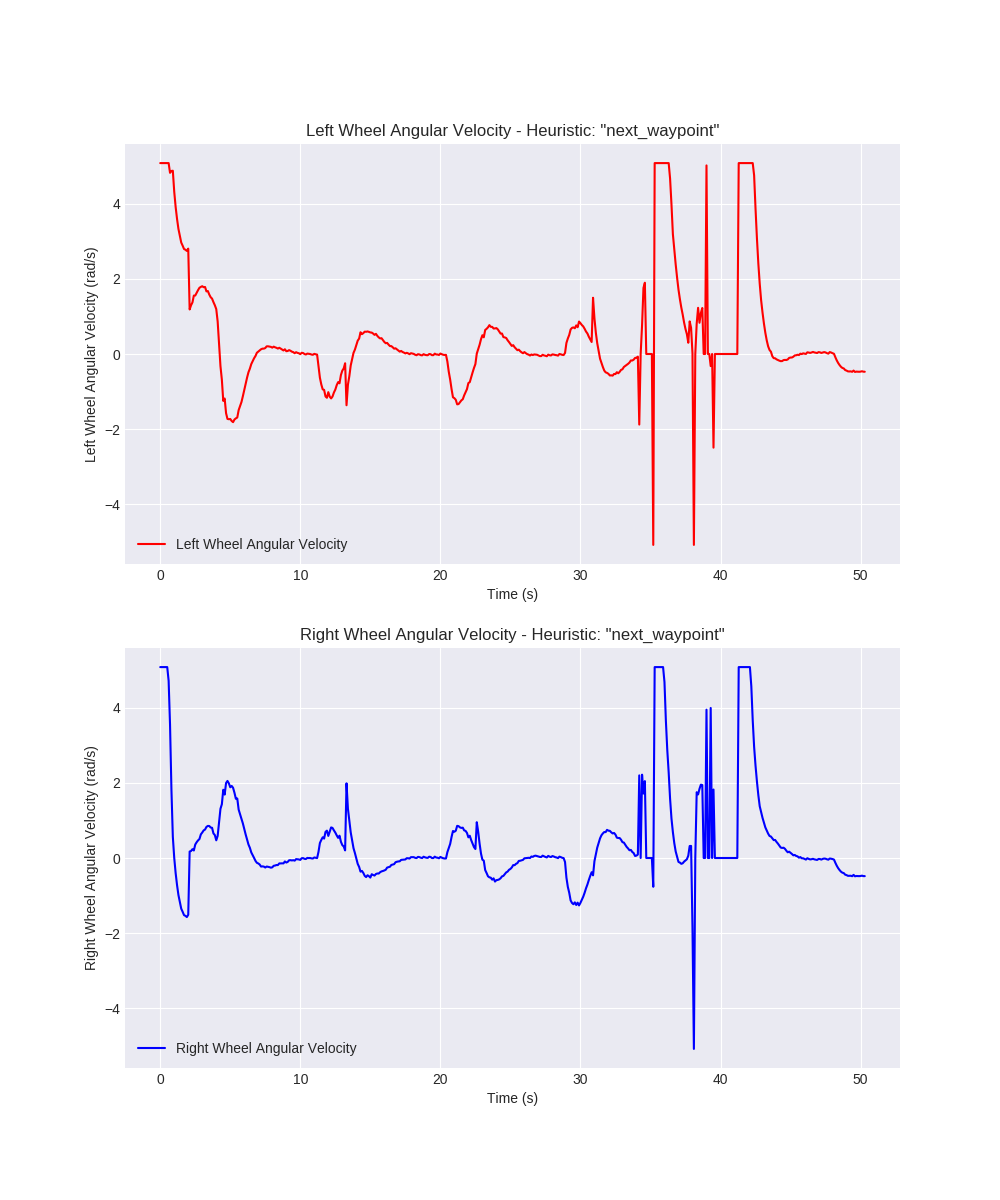 Left Wheel Angular Velocity - Heuristic: "next_waypoint"
Left Wheel Angular Velocity (rad/s)
4
2
0
−2
−4
Left Wheel Angular Velocity
0 10 20 30 40 50
Time (s)
Right Wheel Angular Velocity - Heuristic: "next_waypoint"
Right Wheel Angular Velocity (rad/s)
4
2
0
−2
−4
Right Wheel Angular Velocity
0 10 20 30 40 50
Time (s)